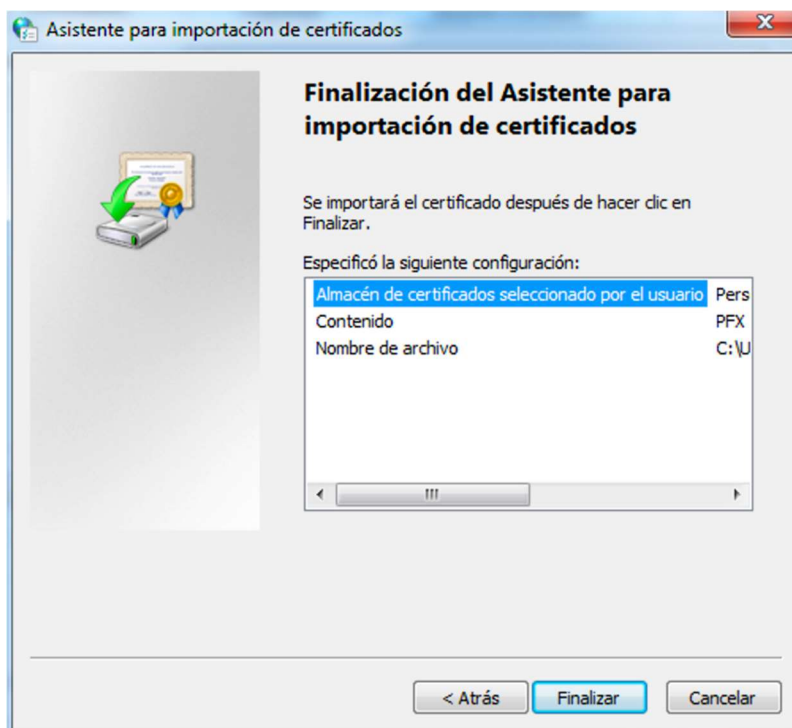 Asistente para importación de certificados
Finalización del Asistente para
importación de certificados
Se importará el certificado después de hacer clic en
Finalizar.
Especificó la siguiente configuración:
Almacén de certificados seleccionado por el usuario Pers
Contenido PFX
Nombre de archivo C:\U
< Atrás Finalizar Cancelar